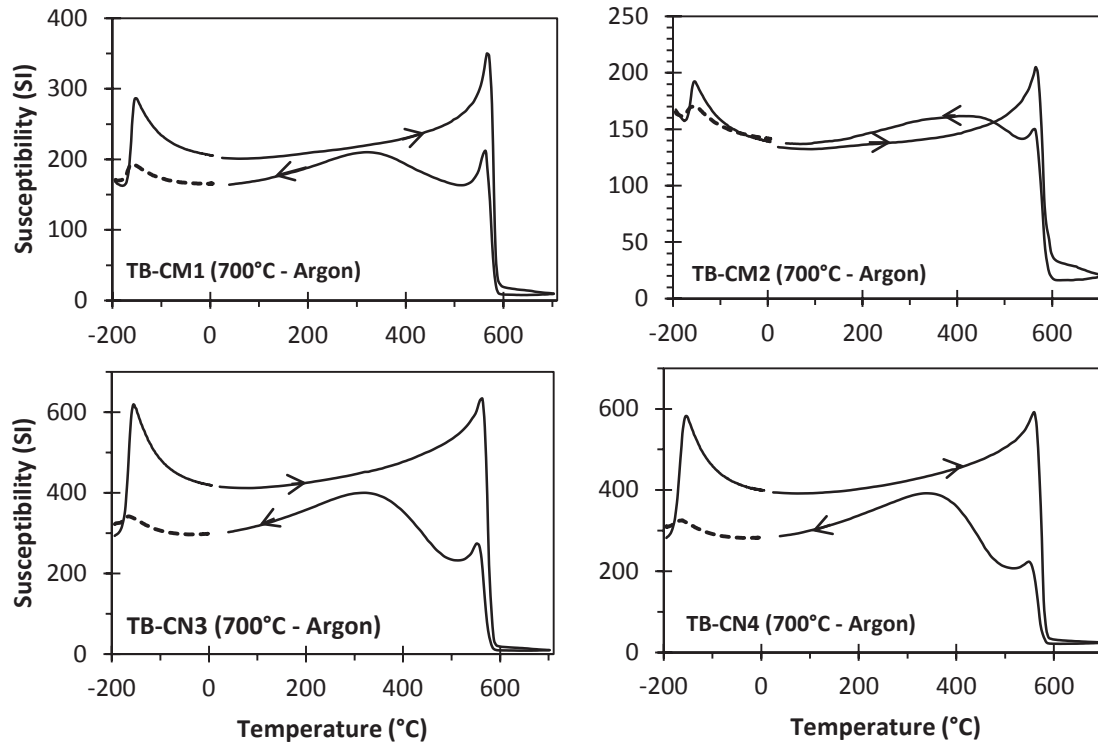 400
300
200
100
0
Susceptibility (SI)
TB-CM1 (700°C - Argon)
-200 0 200 400 600
250
200
150
100
50
0
TB-CM2 (700°C - Argon)
-200 0 200 400 600
600
400
200
0
Susceptibility (SI)
TB-CN3 (700°C - Argon)
-200 0 200 400 600
Temperature (°C)
600
400
200
0
TB-CN4 (700°C - Argon)
-200 0 200 400 600
Temperature (°C)